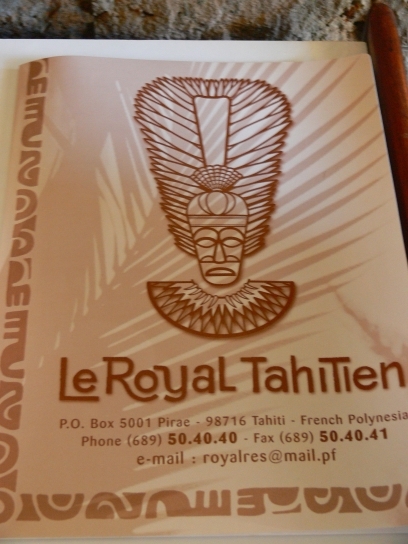 Le Royal Tahitien
P.O. Box 5001 Pirae - 98716 Tahiti - French Polynesia
Phone (689) 50.40.40 - Fax (689) 50.40.41
e-mail : royalres@mail.pf